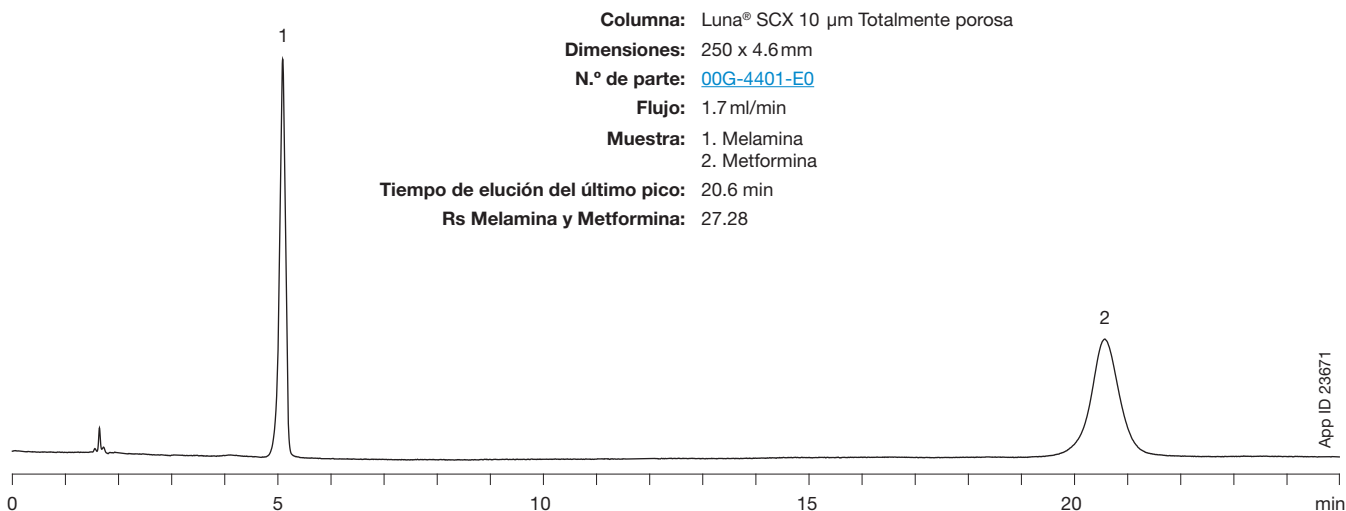 Columna: Luna® SCX 10 µm Totalmente porosa
Dimensiones: 250 x 4.6 mm
N.º de parte: 00G-4401-E0
Flujo: 1.7 ml/min
Muestra: 1. Melamina
2. Metformina
Tiempo de elución del último pico: 20.6 min
Rs Melamina y Metformina: 27.28
1
2
App ID 23671
0 5 10 15 20 min